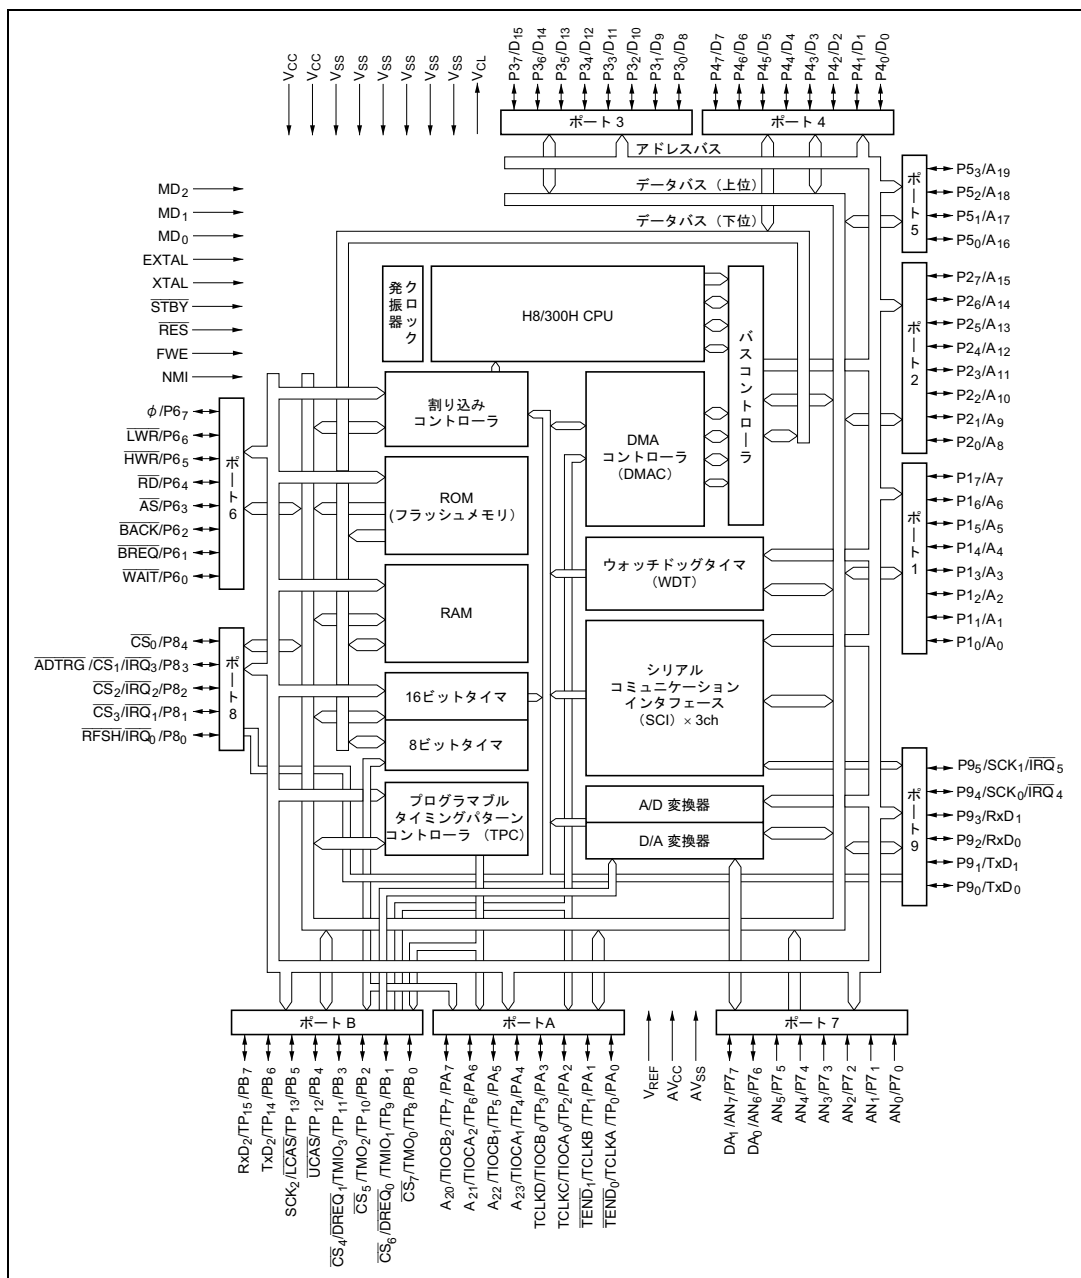 VCC
VCC
VSS
VSS
VSS
VSS
VSS
VSS
VCL
P37/D15
P36/D14
P35/D13
P34/D12
P33/D11
P32/D10
P31/D9
P30/D8
P47/D7
P46/D6
P45/D5
P44/D4
P43/D3
P42/D2
P41/D1
P40/D0
ポート 3
ポート 4
アドレスバス
データバス（上位）
データバス（下位）
MD2
MD1
MD0
EXTAL
XTAL
STBY
RES
FWE
NMI
クロック
発振器
H8/300H CPU
バスコントローラ
割り込み
コントローラ
DMA
コントローラ
（DMAC）
ROM
(フラッシュメモリ）
RAM
ウォッチドッグタイマ
（WDT）
シリアル
コミュニケーション
インタフェース
（SCI）× 3ch
16ビットタイマ
8ビットタイマ
プログラマブル
タイミングパターン
コントローラ （TPC）
A/D 変換器
D/A 変換器
φ/P67
LWR/P66
HWR/P65
RD/P64
AS/P63
BACK/P62
BREQ/P61
WAIT/P60
ポート6
CS0/P84
ADTRG /CS1/IRQ3/P83
CS2/IRQ2/P82
CS3/IRQ1/P81
RFSH/IRQ0/P80
ポート8
ポート5
P53/A19
P52/A18
P51/A17
P50/A16
ポート2
P27/A15
P26/A14
P25/A13
P24/A12
P23/A11
P22/A10
P21/A9
P20/A8
ポート1
P17/A7
P16/A6
P15/A5
P14/A4
P13/A3
P12/A2
P11/A1
P10/A0
ポート9
P95/SCK1/IRQ5
P94/SCK0/IRQ4
P93/RxD1
P92/RxD0
P91/TxD1
P90/TxD0
ポート B
ポートA
ポート 7
RxD2/TP15/PB7
TxD2/TP14/PB6
SCK2/LCAS/TP13/PB5
UCAS/TP12/PB4
CS4/DREQ1/TMIO3/TP11/PB3
CS5/TMO2/TP10/PB2
CS6/DREQ0/TMIO1/TP9/PB1
CS7/TMO0/TP8/PB0
A20/TIOCB2/TP7/PA7
A21/TIOCA2/TP6/PA6
A22/TIOCB1/TP5/PA5
A23/TIOCA1/TP4/PA4
TCLKD/TIOCB0/TP3/PA3
TCLKC/TIOCA0/TP2/PA2
TEND1/TCLKB/TP1/PA1
TEND0/TCLKA/TP0/PA0
VREF
AVCC
AVSS
DA1/AN7/P77
DA0/AN6/P76
AN5/P75
AN4/P74
AN3/P73
AN2/P72
AN1/P71
AN0/P70